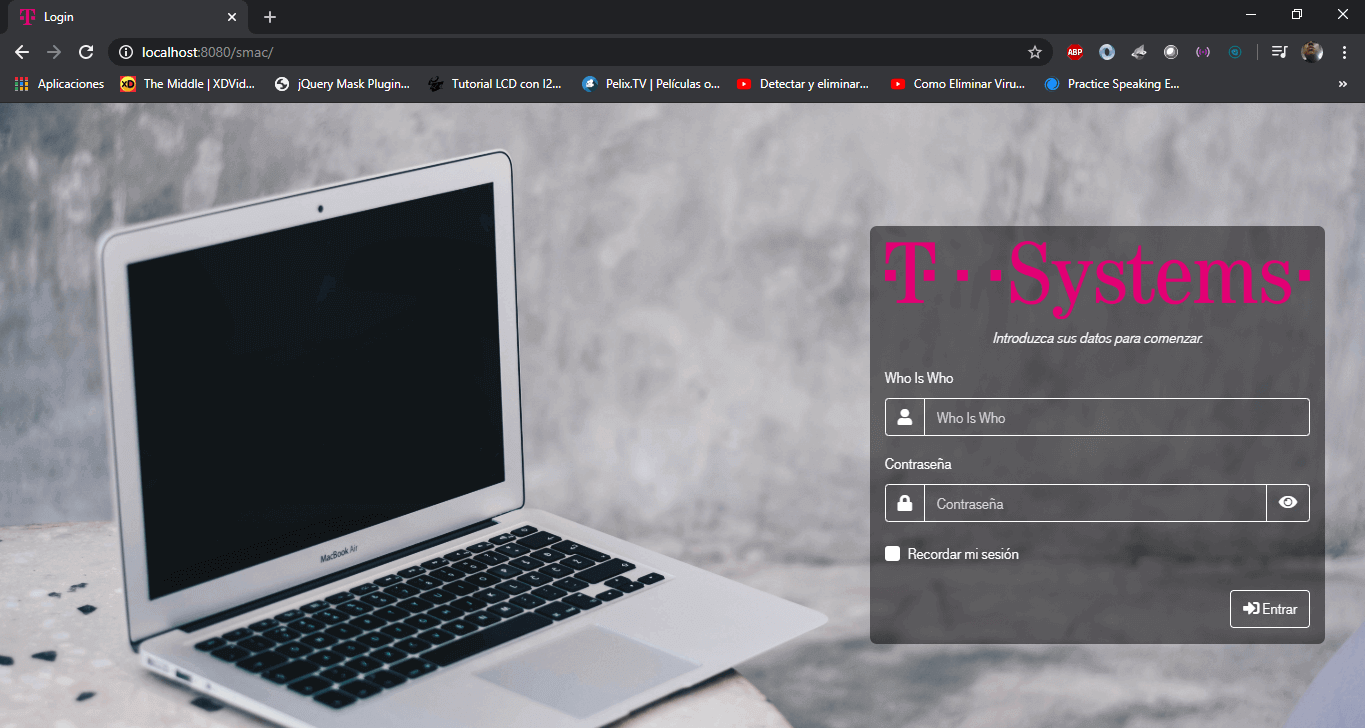 Login
localhost:8080/smac/
ABP
Aplicaciones
XD
The Middle | XDVid...
jQuery Mask Plugin...
Tutorial LCD con I2...
Pelix.TV | Películas o...
Detectar y eliminar...
Como Eliminar Viru...
Practice Speaking E...
»
T · · Systems ·
Introduzca sus datos para comenzar.
Who Is Who
Who Is Who
Contraseña
Contraseña
Recordar mi sesión
Entrar
MacBook Air